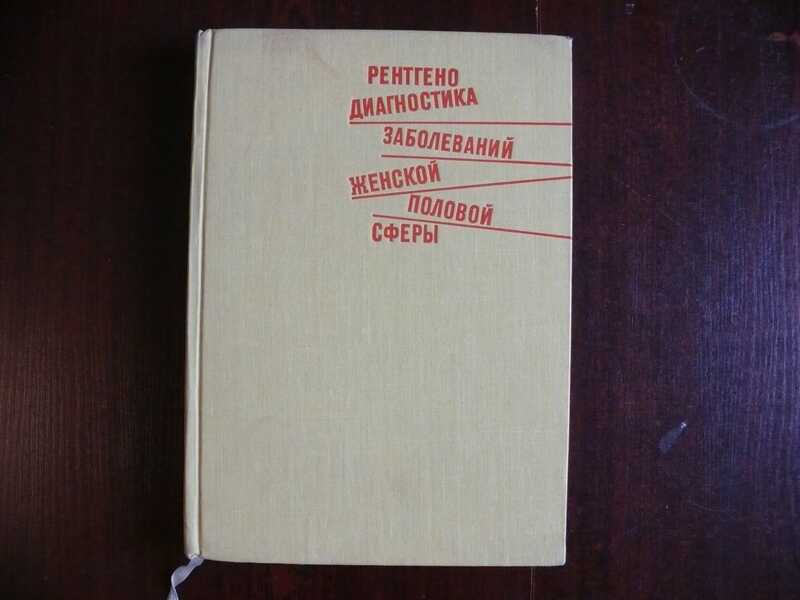 РЕНТГЕНО
ДИАГНОСТИКА
ЗАБОЛЕВАНИЙ
ЖЕНСКОЙ
ПОЛОВОЙ
СФЕРЫ